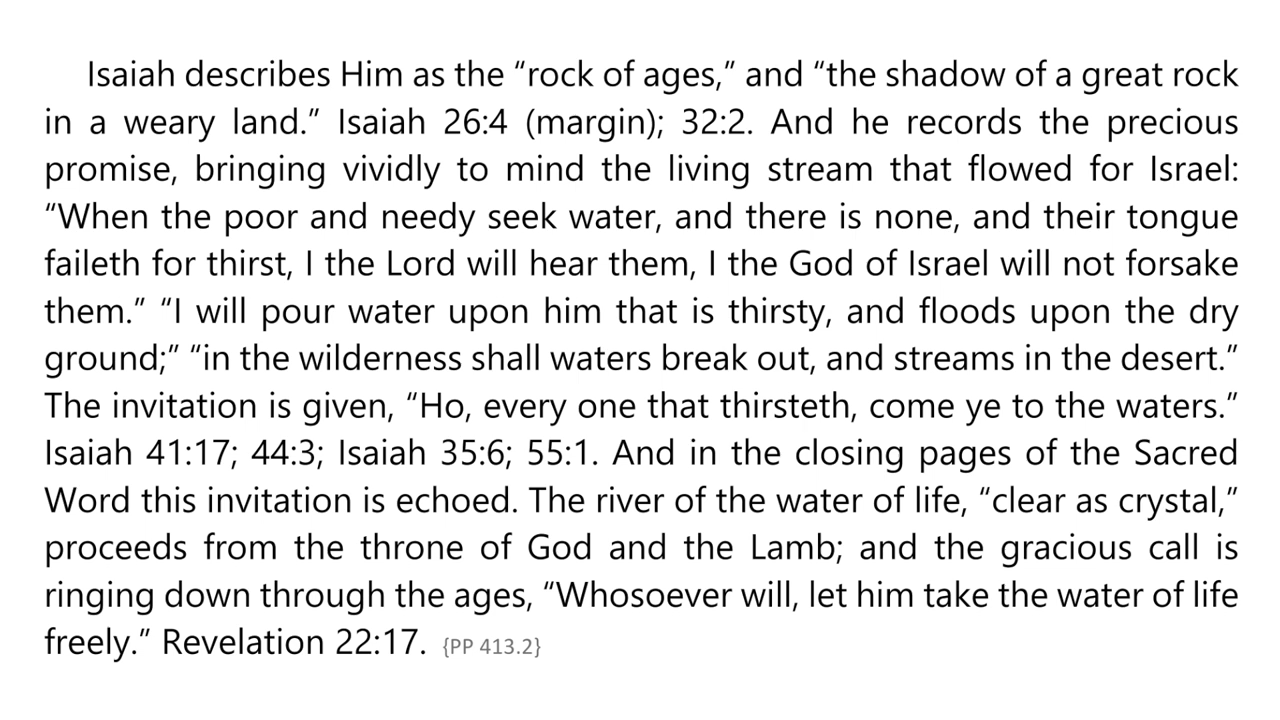 Isaiah describes Him as the “rock of ages,” and “the shadow of a great rock
in a weary land.” Isaiah 26:4 (margin); 32:2. And he records the precious
promise, bringing vividly to mind the living stream that flowed for Israel:
“When the poor and needy seek water, and there is none, and their tongue
faileth for thirst, I the Lord will hear them, I the God of Israel will not forsake
them.” “I will pour water upon him that is thirsty, and floods upon the dry
ground;” “in the wilderness shall waters break out, and streams in the desert.”
The invitation is given, “Ho, every one that thirsteth, come ye to the waters.”
Isaiah 41:17; 44:3; Isaiah 35:6; 55:1. And in the closing pages of the Sacred
Word this invitation is echoed. The river of the water of life, “clear as crystal,”
proceeds from the throne of God and the Lamb; and the gracious call is
ringing down through the ages, “Whosoever will, let him take the water of life
freely.” Revelation 22:17. {PP 413.2}